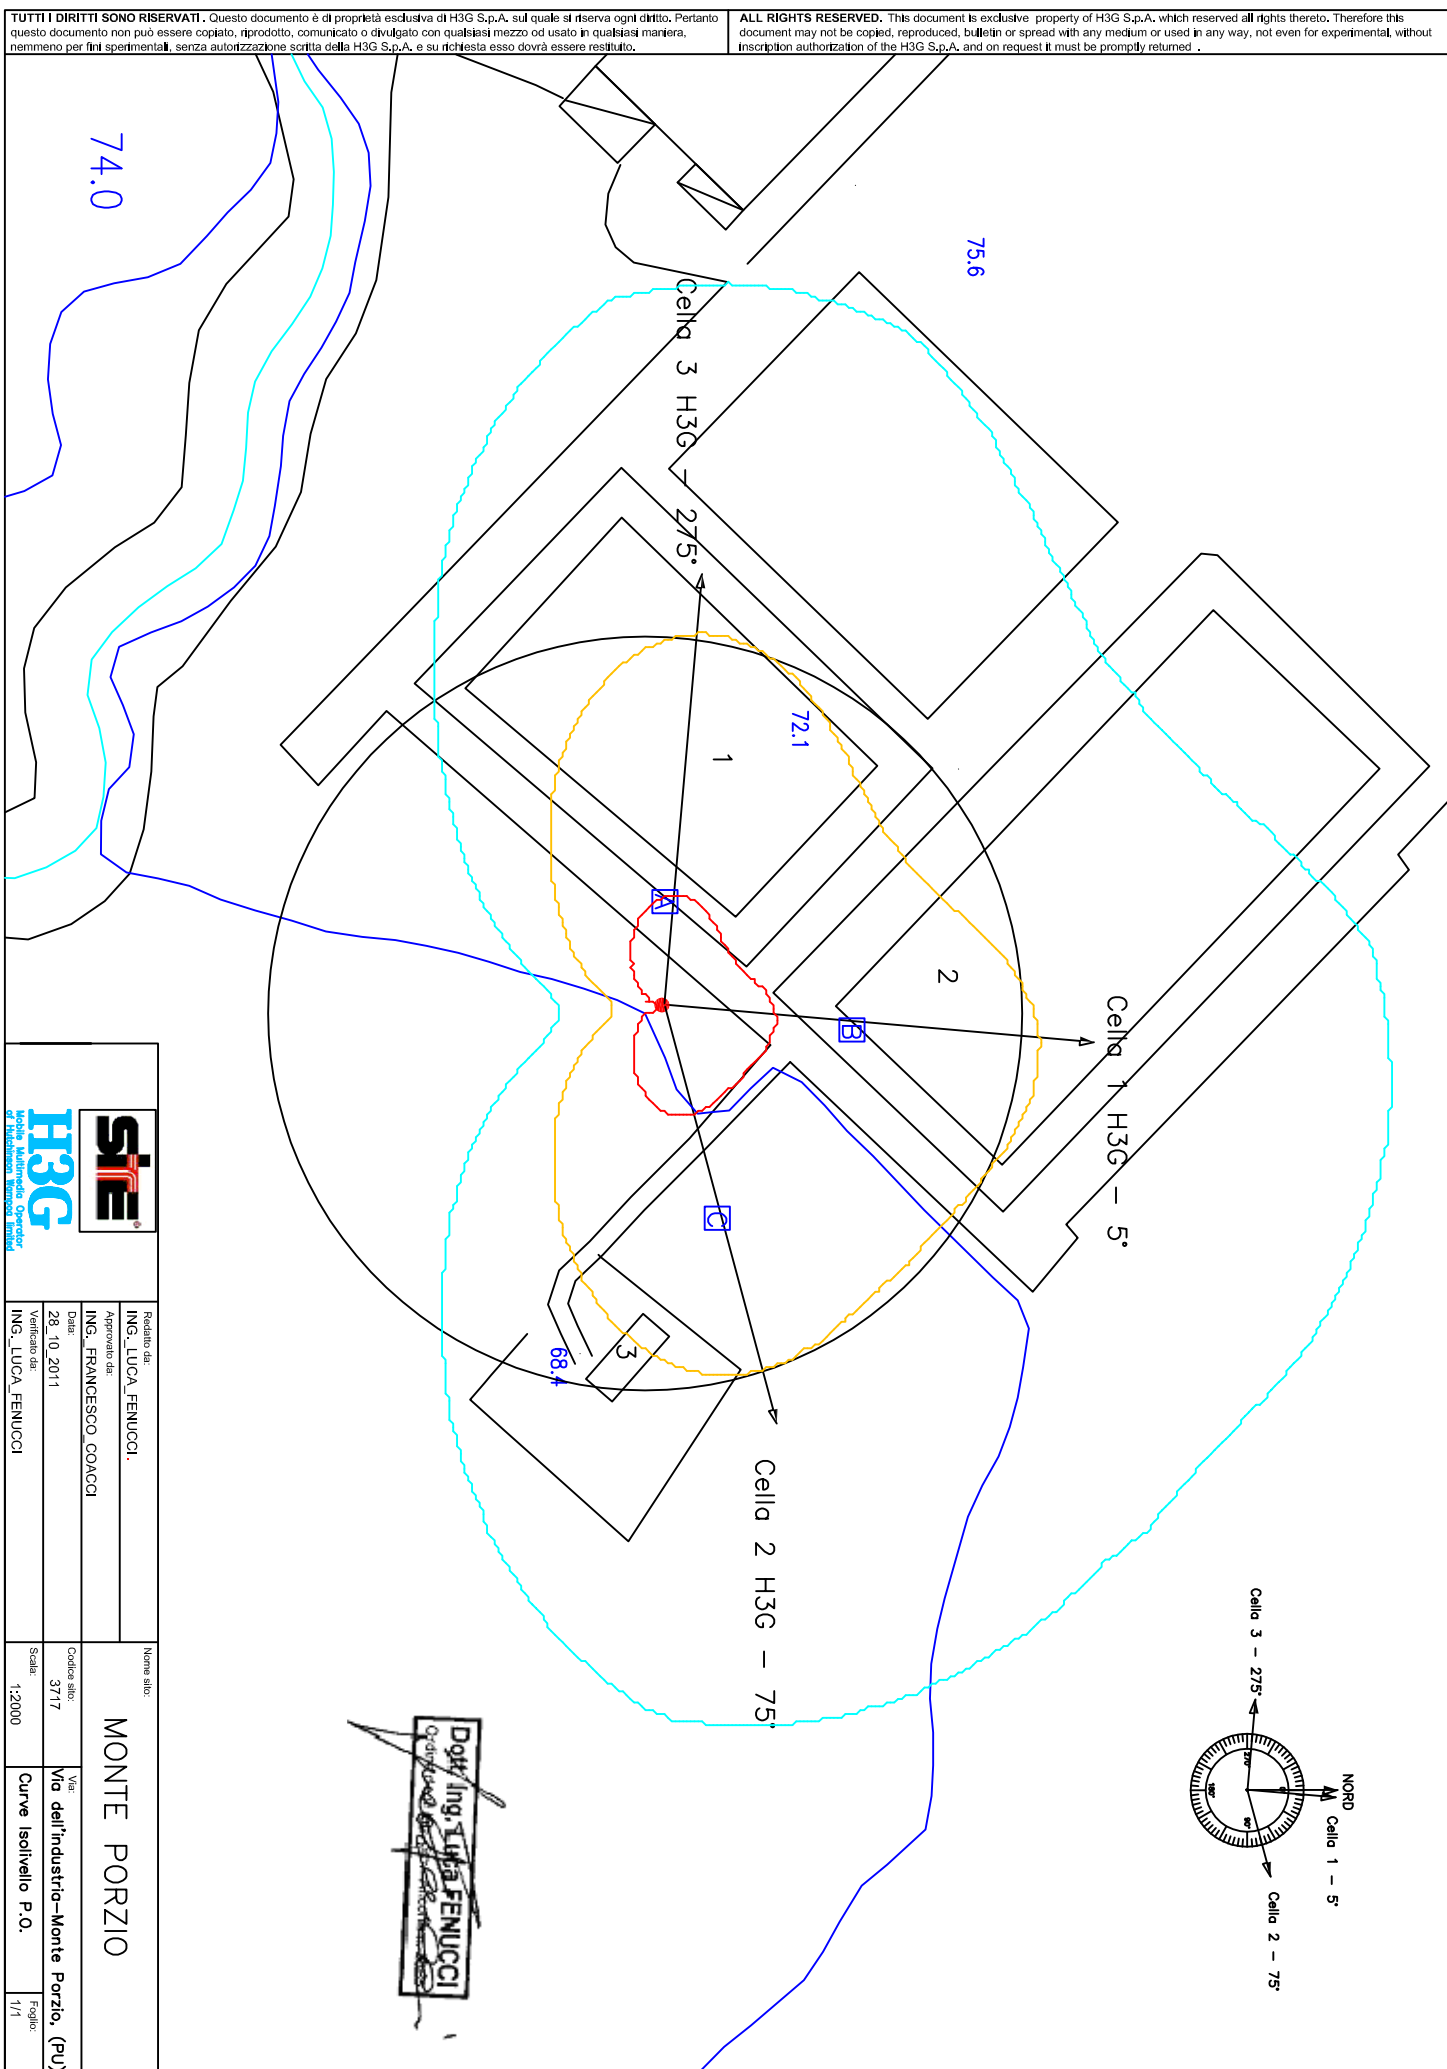 TUTTI I DIRITTI SONO RISERVATI . Questo documento è di proprietà esclusiva di H3G S.p.A. sul quale si riserva ogni diritto. Pertanto
questo documento non può essere copiato, riprodotto, comunicato o divulgato con qualsiasi mezzo od usato in qualsiasi maniera,
nemmeno per fini sperimentali, senza autorizzazione scritta della H3G S.p.A. e su richiesta esso dovrà essere restituito.
ALL RIGHTS RESERVED. This document is exclusive property of H3G S.p.A. which reserved all rights thereto. Therefore this
document may not be copied, reproduced, bulletin or spread with any medium or used in any way, not even for experimental, without
inscription authorization of the H3G S.p.A. and on request it must be promptly returned .
74.0
75.6
Cella 3 H3G - 275°
72.1
1
2
A
B
C
Cella 1 H3G - 5°
3
68.4
Cella 2 H3G - 75°
NORD
Cella 1 - 5°
Cella 2 - 75°
Cella 3 - 275°
0°
90°
180°
270°
SITE
H3G
Mobile Multimedia Operator
of Hutchison Wampoa limited
Redatto da:
ING._LUCA_FENUCCI.
Approvato da:
ING._FRANCESCO_COACCI
Data:
28_10_2011
Verificato da:
ING._LUCA_FENUCCI
Nome sito:
MONTE PORZIO
Codice sito:
3717
Via:
Via dell'industria-Monte Porzio, (PU)
Scala:
1:2000
Curve Isolivello P.O.
Foglio:
1/1
Dott. Ing. Luca FENUCCI